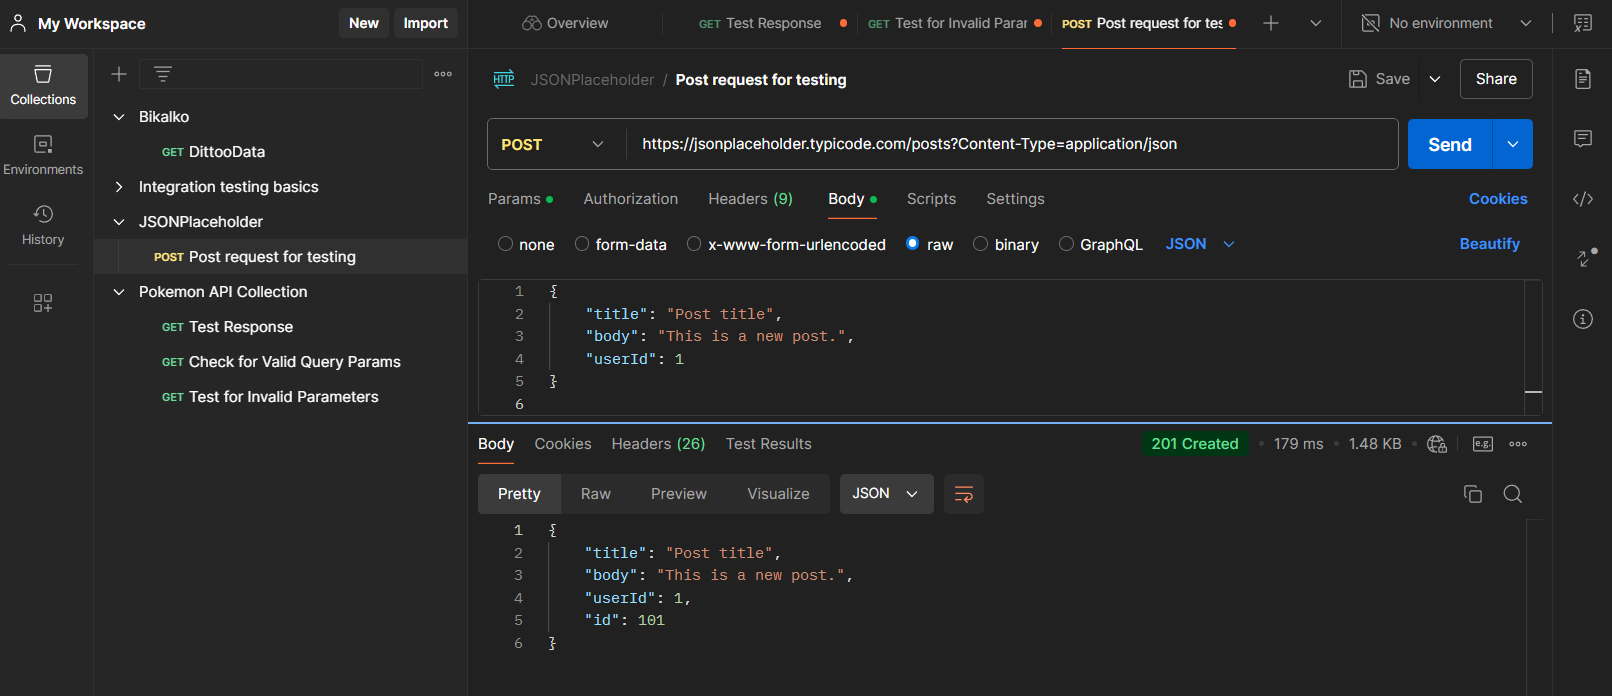 My Workspace
New
Import
Overview
GET Test Response
GET Test for Invalid Parar
POST Post request for tes
No environment
Collections
Environments
History
Bikalko
GET DittooData
Integration testing basics
JSONPlaceholder
POST Post request for testing
Pokemon API Collection
GET Test Response
GET Check for Valid Query Params
GET Test for Invalid Parameters
HTTP
JSONPlaceholder / Post request for testing
Save
Share
POST
https://jsonplaceholder.typicode.com/posts?Content-Type=application/json
Send
Params
Authorization
Headers (9)
Body
Scripts
Settings
Cookies
none
form-data
x-www-form-urlencoded
raw
binary
GraphQL
JSON
Beautify
1 {
2 "title": "Post title",
3 "body": "This is a new post.",
4 "userId": 1
5 }
6
Body
Cookies
Headers (26)
Test Results
201 Created
179 ms
1.48 KB
e.g.
Pretty
Raw
Preview
Visualize
JSON
1 {
2 "title": "Post title",
3 "body": "This is a new post.",
4 "userId": 1,
5 "id": 101
6 }